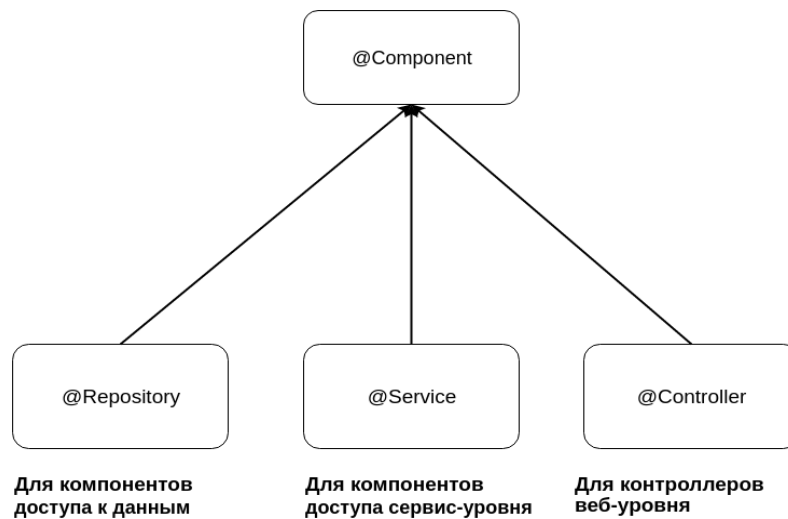 @Component
@Repository
@Service
@Controller
Для компонентов
доступа к данным
Для компонентов
доступа сервис-уровня
Для контроллеров
веб-уровня